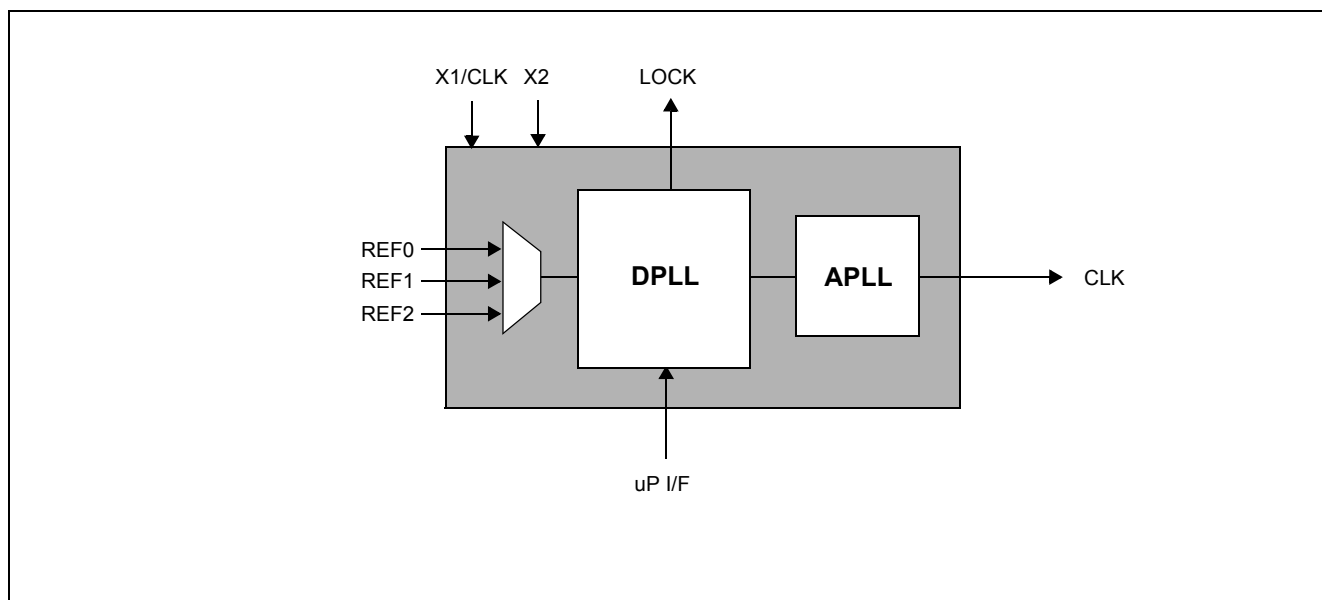 X1/CLK X2 LOCK
REF0
REF1
REF2
DPLL
APLL
CLK
uP I/F